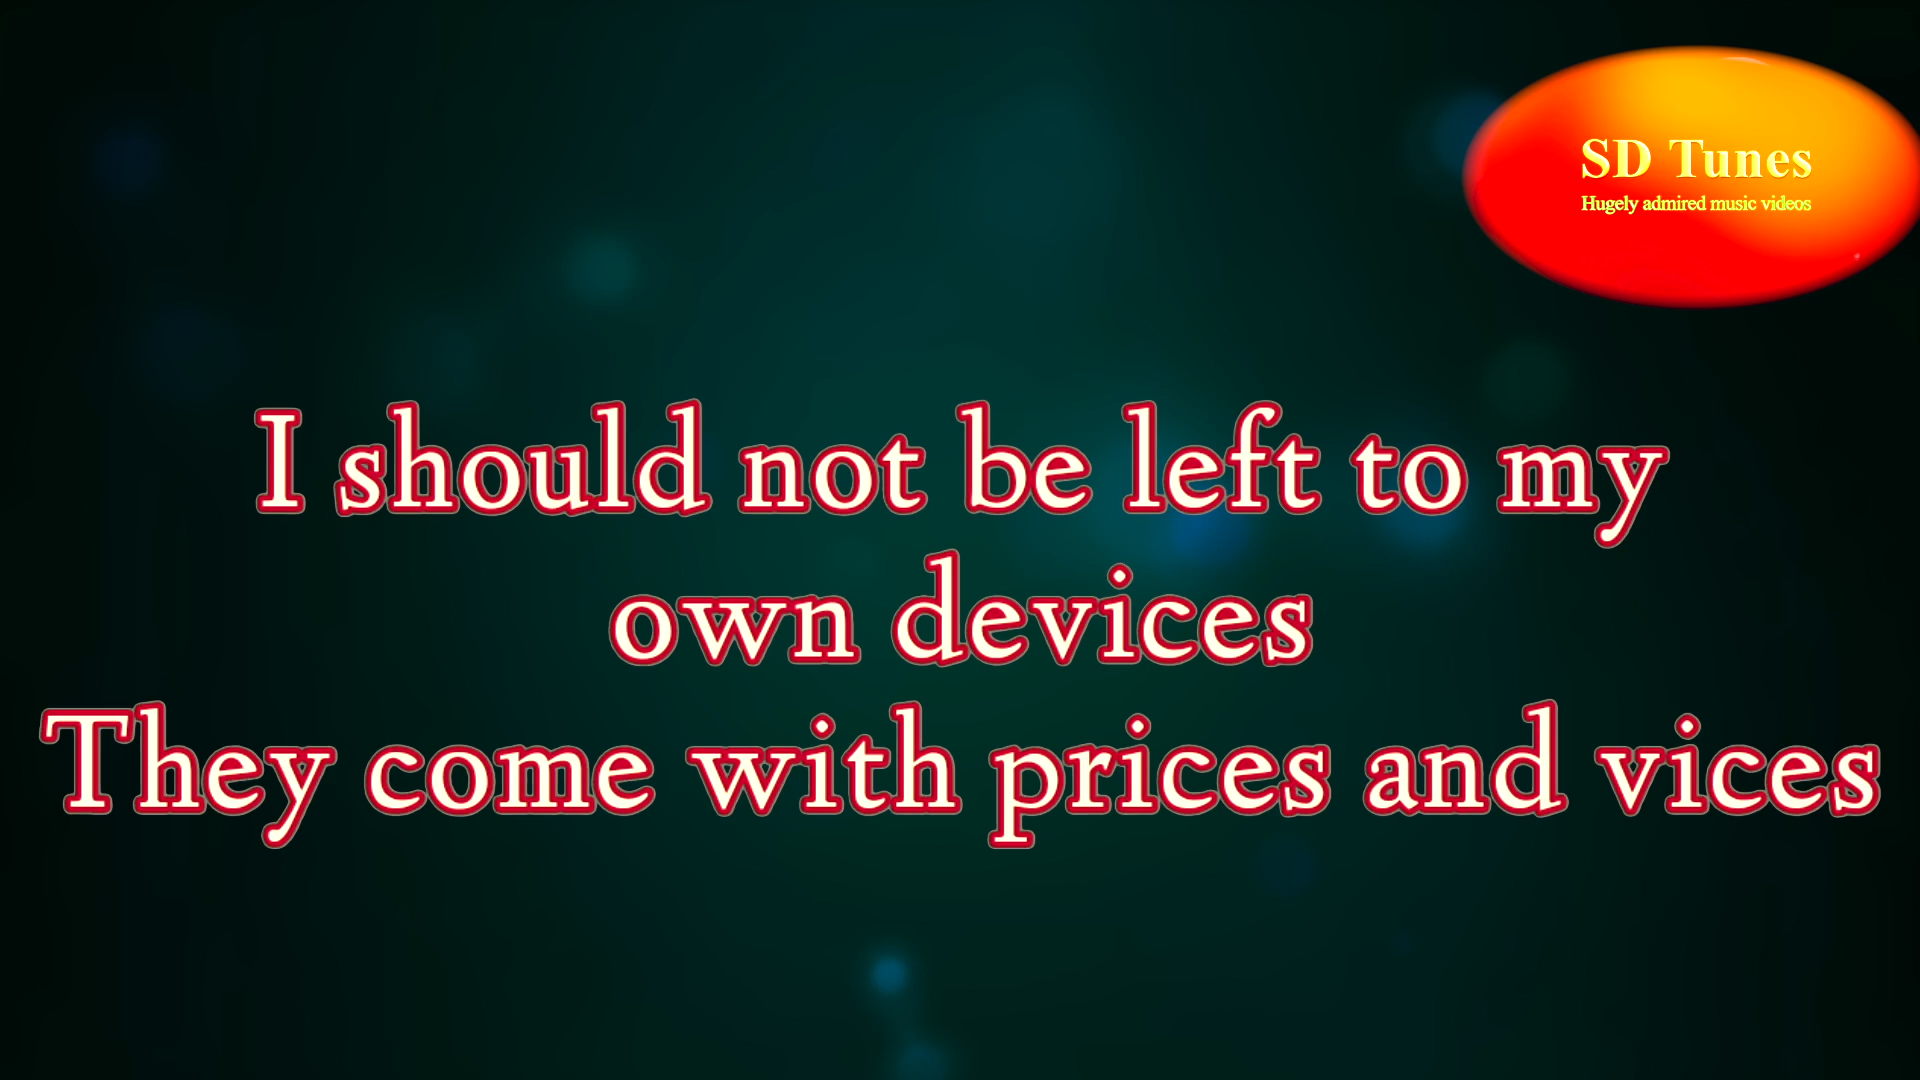 SD Tunes
Hugely admired music videos
I should not be left to my
own devices
They come with prices and vices